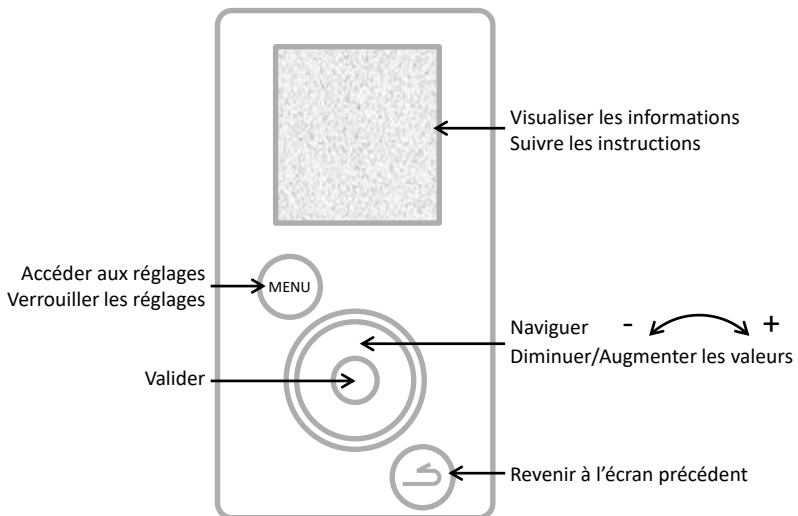 Visualiser les informations
Suivre les instructions
Accéder aux réglages
Verrouiller les réglages
MENU
Naviguer - +
Diminuer/Augmenter les valeurs
Valider
Revenir à l’écran précédent